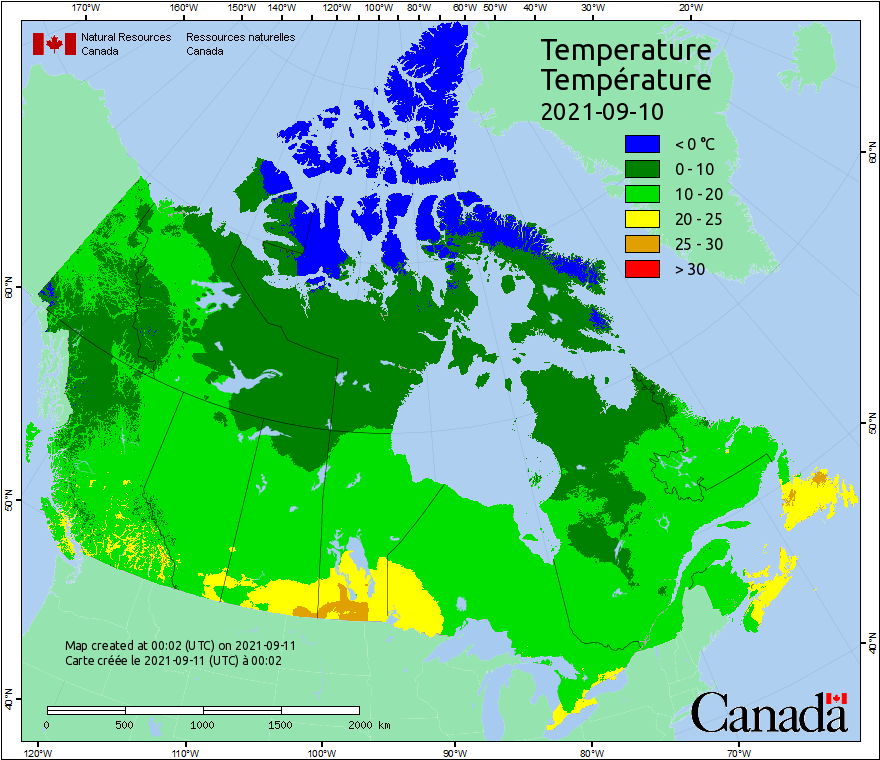 170°W 160°W 150°W 140°W 130°W 120°W 110°W 100°W 90°W 80°W 70°W 60°W 50°W 40°W 30°W 20°W
Natural Resources Canada
Ressources naturelles Canada
Temperature
Température
2021-09-10
< 0 °C
0 - 10
10 - 20
20 - 25
25 - 30
> 30
60°N
50°N
40°N
60°N
50°N
40°N
Map created at 00:02 (UTC) on 2021-09-11
Carte créée le 2021-09-11 (UTC) à 00:02
0 500 1000 1500 2000 km
Canada
120°W 110°W 100°W 90°W 80°W 70°W